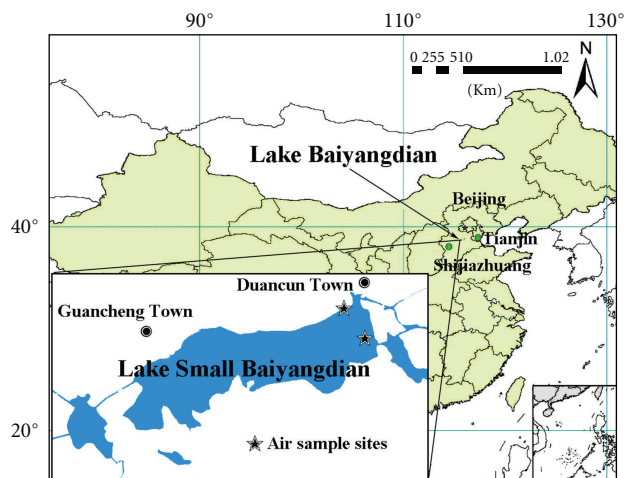 90° 110° 130°
0 255 510 1.02
(Km)
N
Lake Baiyangdian
Beijing
40°
Tianjin
Shijiazhuang
Duancun Town
Guancheng Town
Lake Small Baiyangdian
20°
Air sample sites